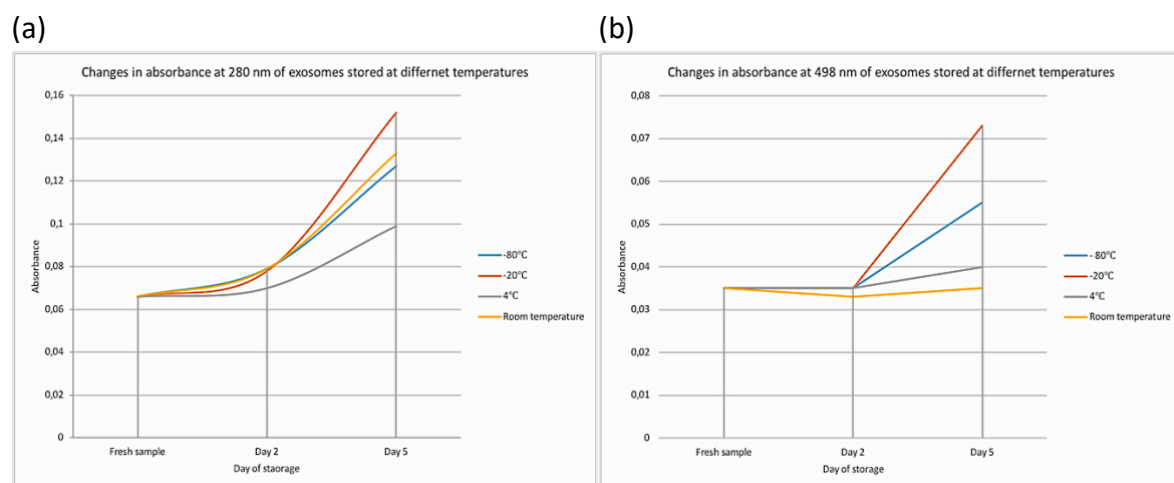 (a)
Changes in absorbance at 280 nm of exosomes stored at differnet temperatures
0,16
0,14
0,12
0,1
0,08
0,06
0,04
0,02
0
Absorbance
Fresh sample
Day 2
Day 5
Day of staorage
-80°C
-20°C
4°C
Room temperature
(b)
Changes in absorbance at 498 nm of exosomes stored at differnet temperatures
0,08
0,07
0,06
0,05
0,04
0,03
0,02
0,01
0
Absorbance
Fresh sample
Day 2
Day 5
Day of storage
- 80°C
-20°C
4°C
Room temperature